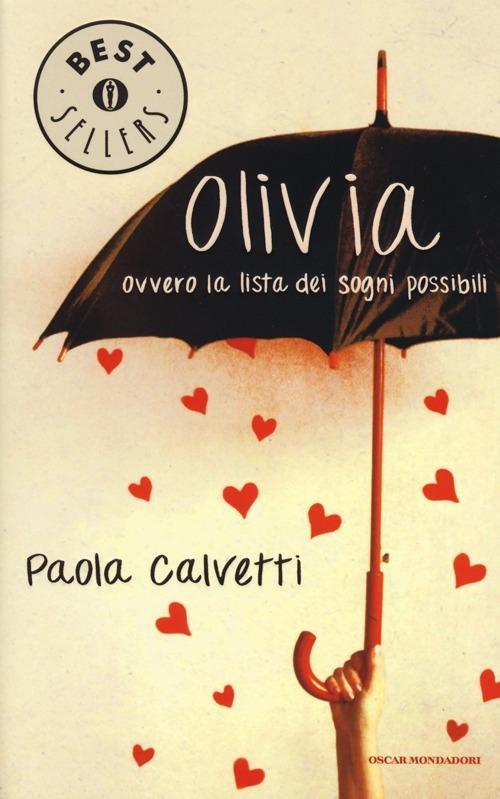 BEST
SELLERS
Olivia
ovvero la lista dei sogni possibili
Paola Calvetti
OSCAR MONDADORI